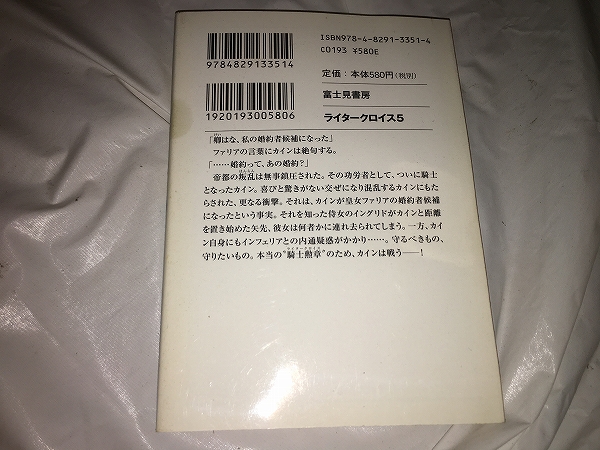 ISBN978-4-8291-3351-4
C0193 ¥580E
9784829133514
定価：本体580円(税別)
1920193005806
富士見書房
ライタークロイス5
「卿はな、私の婚約者候補になった」
ファリアの言葉にカインは絶句する。
「……婚約って、あの婚約？」
帝都の叛乱は無事鎮圧された。その功労者として、ついに騎士
となったカイン。喜びと驚きがない交ぜになり混乱するカインにもた
らされた、更なる衝撃。それは、カインが皇女ファリアの婚約者候補
になったという事実。それを知った侍女のイングリドがカインと距離
を置き始めた矢先、彼女は何者かに連れ去られてしまう。一方、カイ
ン自身にもインフェリアとの内通疑惑がかかり……。守るべきもの、
守りたいもの。本当の“騎士勲章”のため、カインは戦う――！